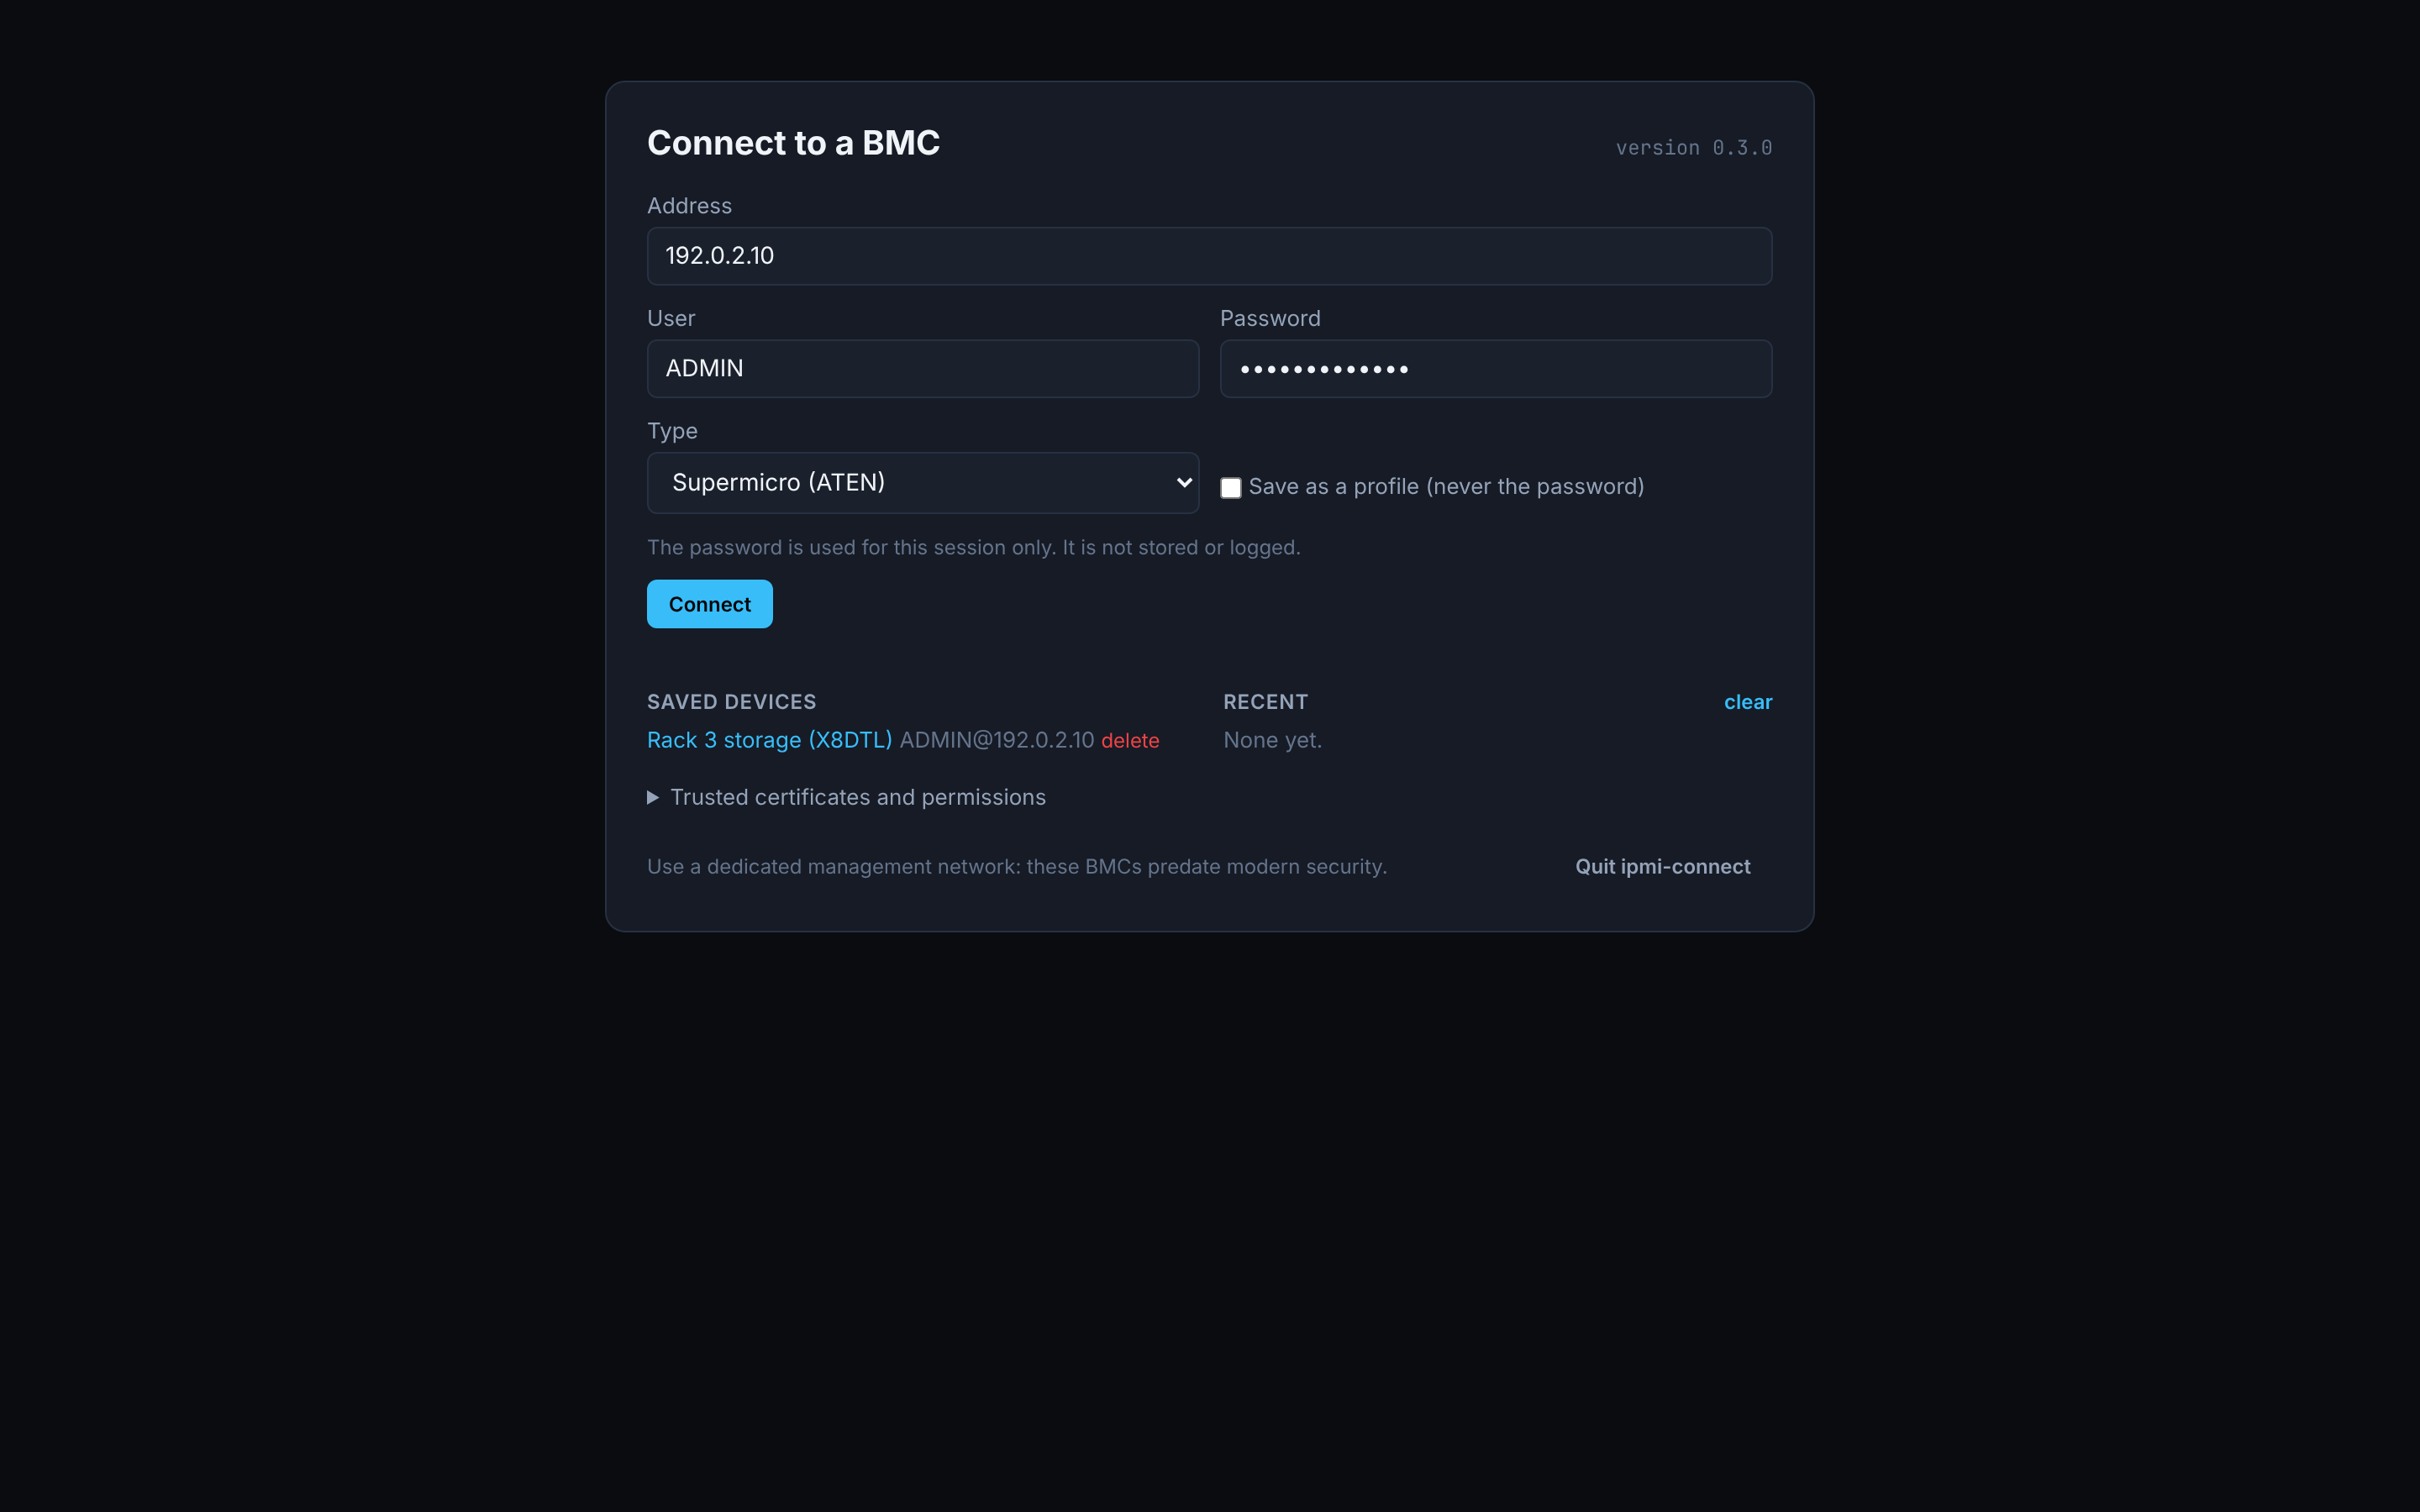 Connect to a BMC
version 0.3.0
Address
192.0.2.10
User
Password
ADMIN
•••••••••••••
Type
Supermicro (ATEN)
Save as a profile (never the password)
The password is used for this session only. It is not stored or logged.
Connect
SAVED DEVICES
Rack 3 storage (X8DTL) ADMIN@192.0.2.10 delete
RECENT
clear
None yet.
Trusted certificates and permissions
Use a dedicated management network: these BMCs predate modern security.
Quit ipmi-connect